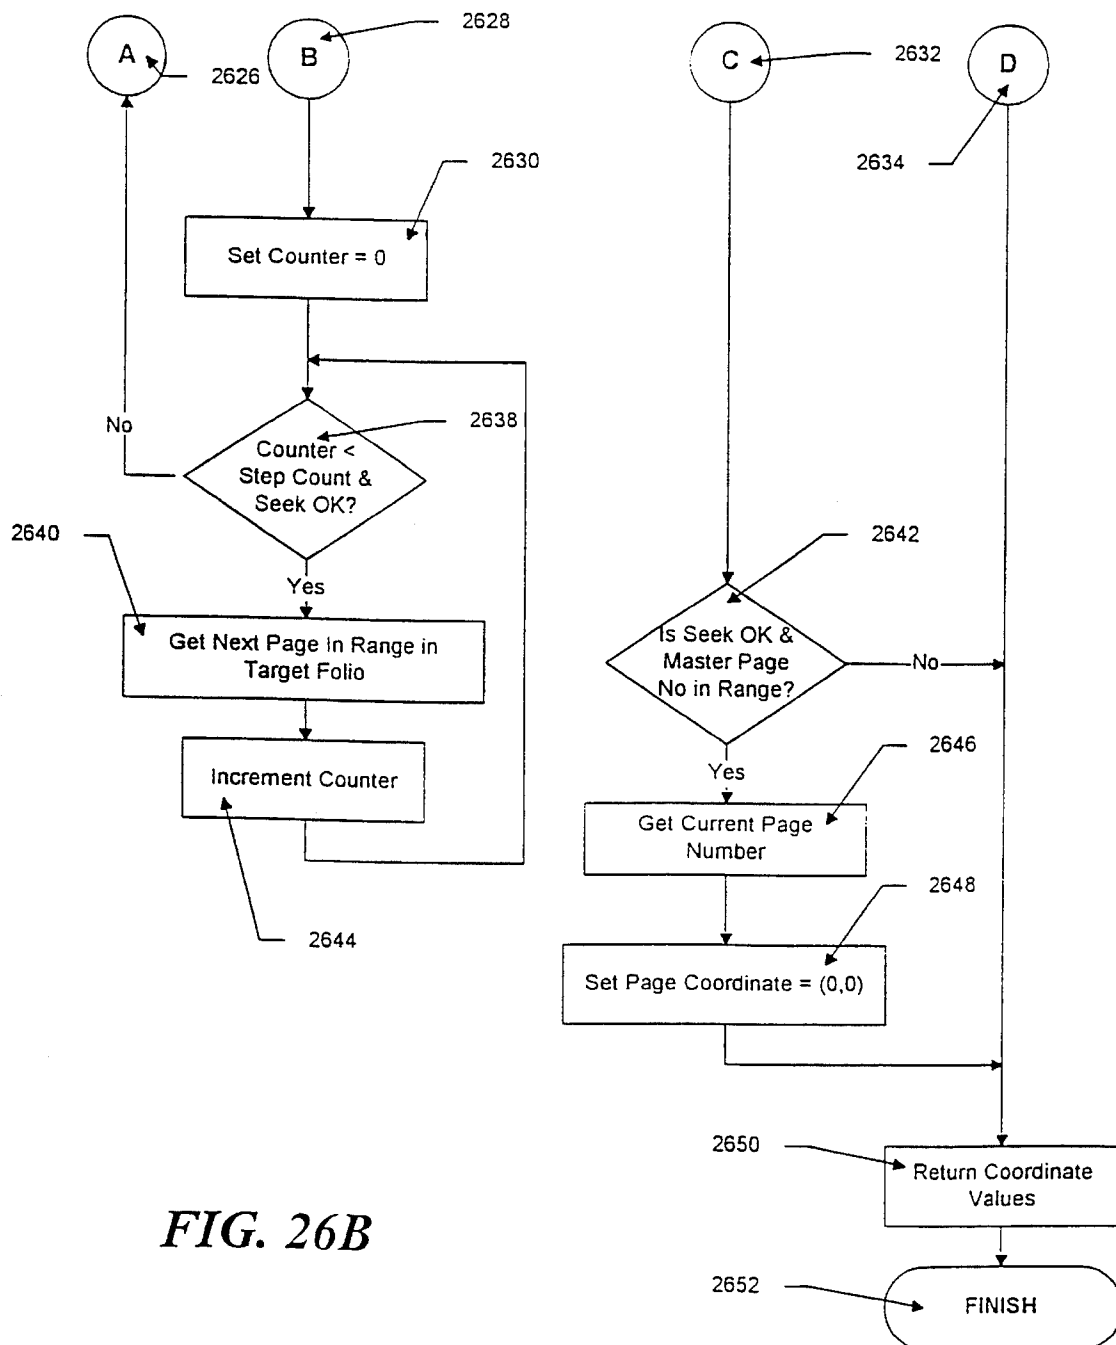 A
2626
B
2628
C
2632
D
2634
2630
Set Counter = 0
No
2638
Counter <
Step Count &
Seek OK?
2640
Yes
Get Next Page In Range in
Target Folio
Increment Counter
2644
2642
Is Seek OK &
Master Page
No in Range?
No
Yes
2646
Get Current Page
Number
2648
Set Page Coordinate = (0,0)
2650
Return Coordinate
Values
2652
FINISH
FIG. 26B